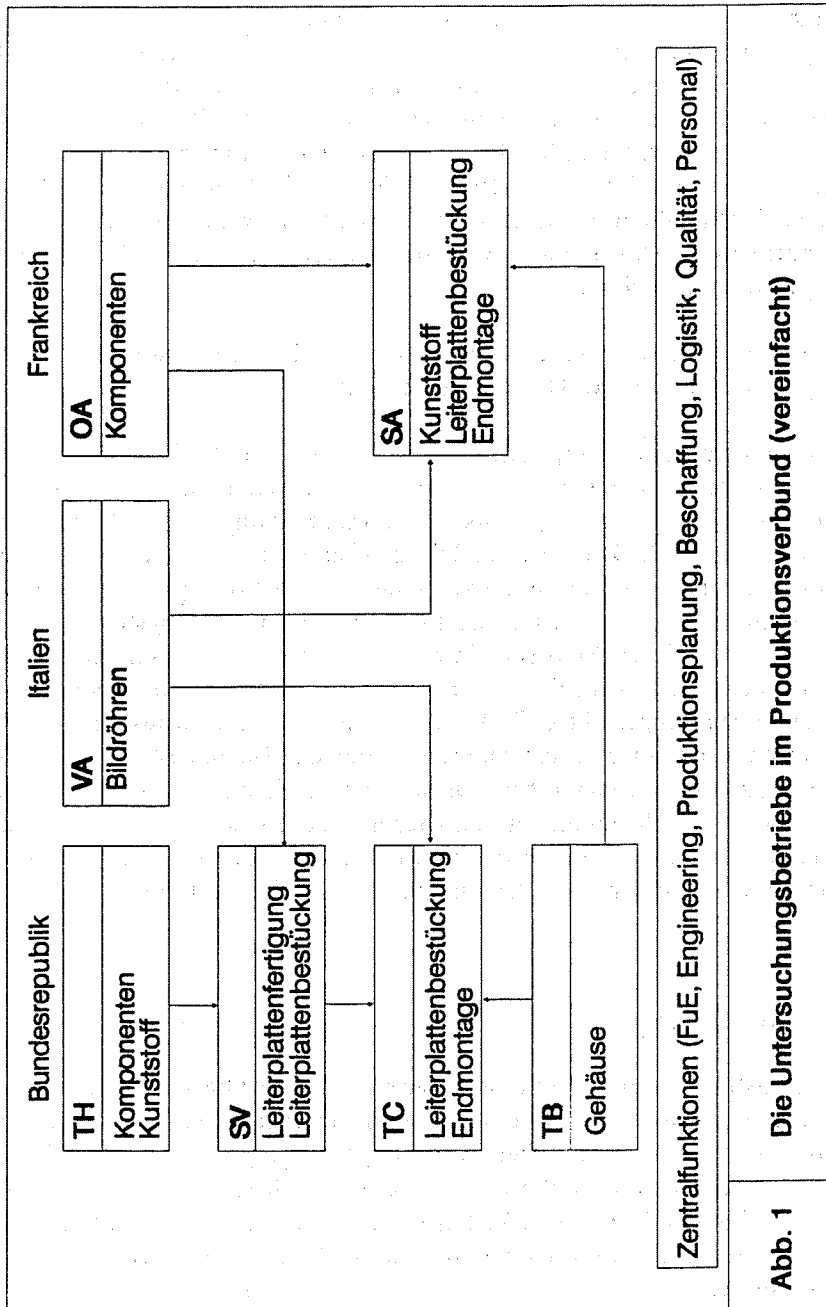 Bundesrepublik
Italien
Frankreich
TH
Komponenten
Kunststoff
VA
Bildröhren
OA
Komponenten
SV
Leiterplattenfertigung
Leiterplattenbestückung
TC
Leiterplattenbestückung
Endmontage
SA
Kunststoff
Leiterplattenbestückung
Endmontage
TB
Gehäuse
Zentralfunktionen (FuE, Engineering, Produktionsplanung, Beschaffung, Logistik, Qualität, Personal)
Abb. 1 Die Untersuchungsbetriebe im Produktionsverbund (vereinfacht)